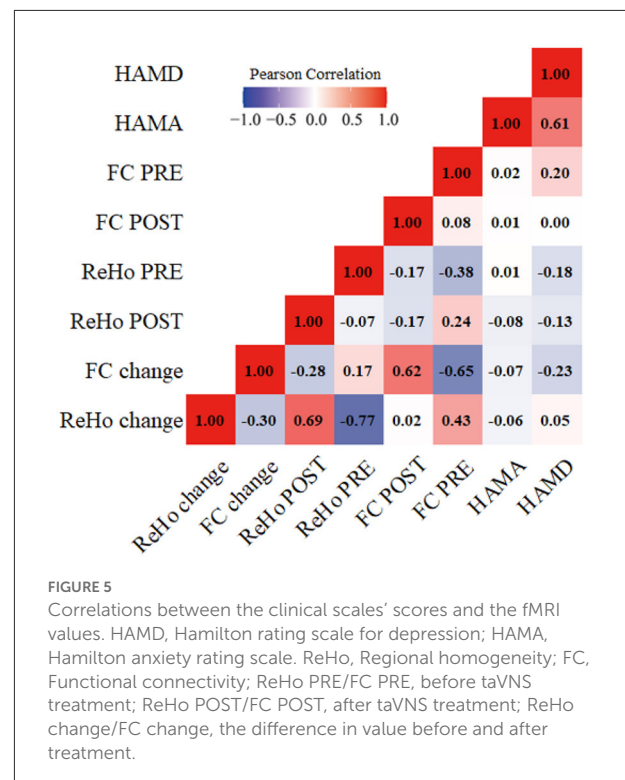 HAMD
Pearson Correlation
−1.0 −0.5 0.0 0.5 1.0
1.00
HAMA 1.00 0.61
FC PRE 1.00 0.02 0.20
FC POST 1.00 0.08 0.01 0.00
ReHo PRE 1.00 -0.17 -0.38 0.01 -0.18
ReHo POST 1.00 -0.07 -0.17 0.24 -0.08 -0.13
FC change 1.00 -0.28 0.17 0.62 -0.65 -0.07 -0.23
ReHo change 1.00 -0.30 0.69 -0.77 0.02 0.43 -0.06 0.05
ReHo change
FC change
ReHo POST
ReHo PRE
FC POST
FC PRE
HAMA
HAMD
FIGURE 5
Correlations between the clinical scales’ scores and the fMRI
values. HAMD, Hamilton rating scale for depression; HAMA,
Hamilton anxiety rating scale. ReHo, Regional homogeneity; FC,
Functional connectivity; ReHo PRE/FC PRE, before taVNS
treatment; ReHo POST/FC POST, after taVNS treatment; ReHo
change/FC change, the difference in value before and after
treatment.